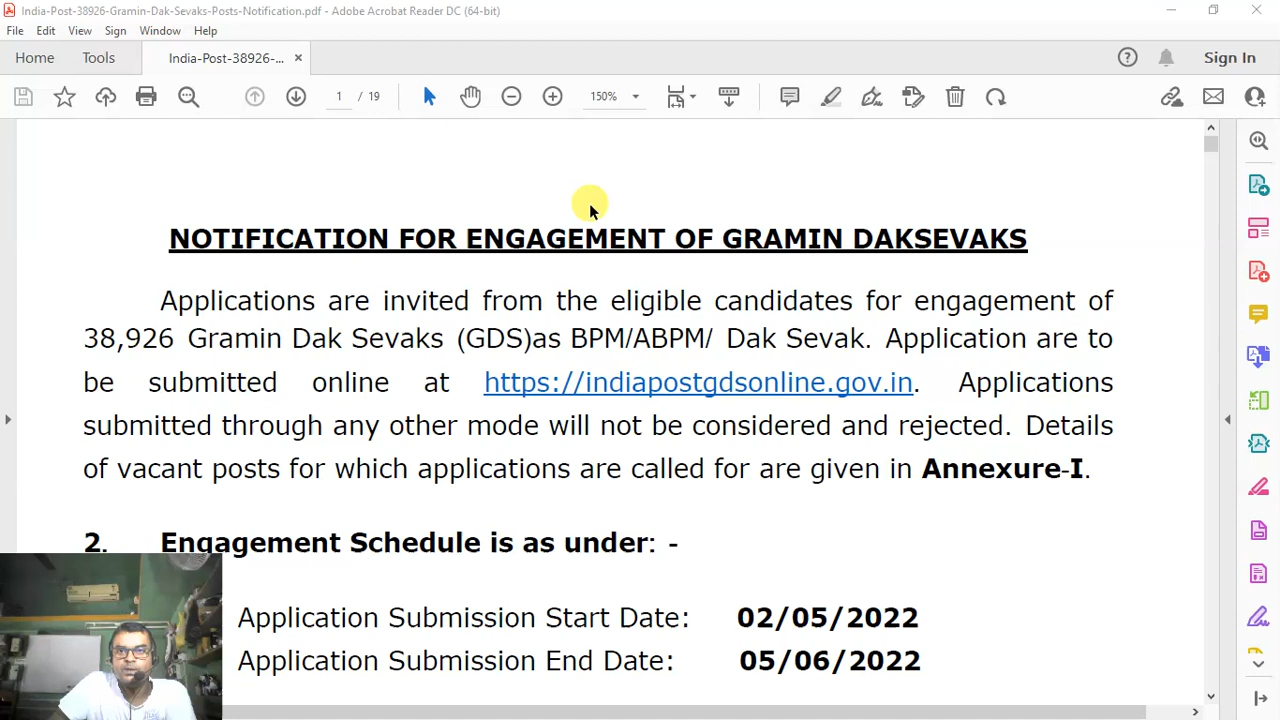 India-Post-38926-Gramin-Dak-Sevaks-Posts-Notification.pdf - Adobe Acrobat Reader DC (64-bit)
File Edit View Sign Window Help
Home Tools India-Post-38926-... Sign In
1 / 19 150%
NOTIFICATION FOR ENGAGEMENT OF GRAMIN DAKSEVAKS
Applications are invited from the eligible candidates for engagement of
38,926 Gramin Dak Sevaks (GDS)as BPM/ABPM/ Dak Sevak. Application are to
be submitted online at https://indiapostgdsonline.gov.in. Applications
submitted through any other mode will not be considered and rejected. Details
of vacant posts for which applications are called for are given in Annexure-I.
2. Engagement Schedule is as under: -
Application Submission Start Date: 02/05/2022
Application Submission End Date: 05/06/2022